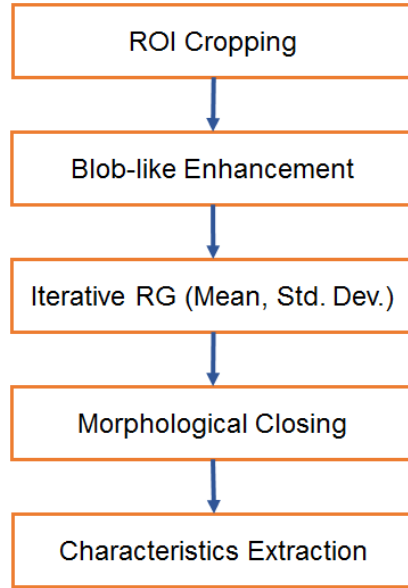 ROI Cropping
Blob-like Enhancement
Iterative RG (Mean, Std. Dev.)
Morphological Closing
Characteristics Extraction